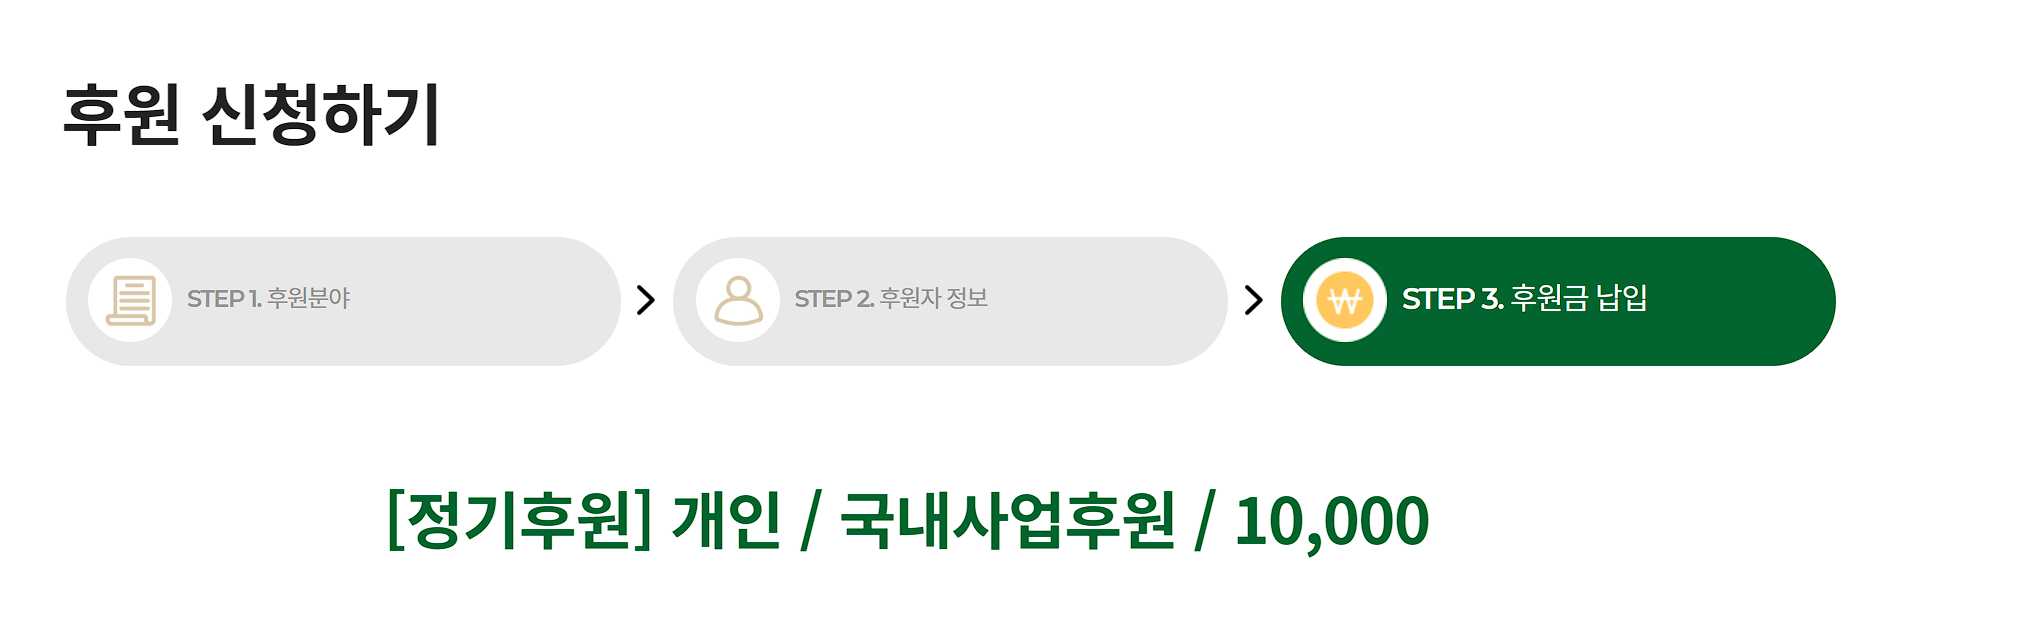 후원 신청하기
STEP 1. 후원분야
STEP 2. 후원자 정보
STEP 3. 후원금 납입
[정기후원] 개인 / 국내사업후원 / 10,000